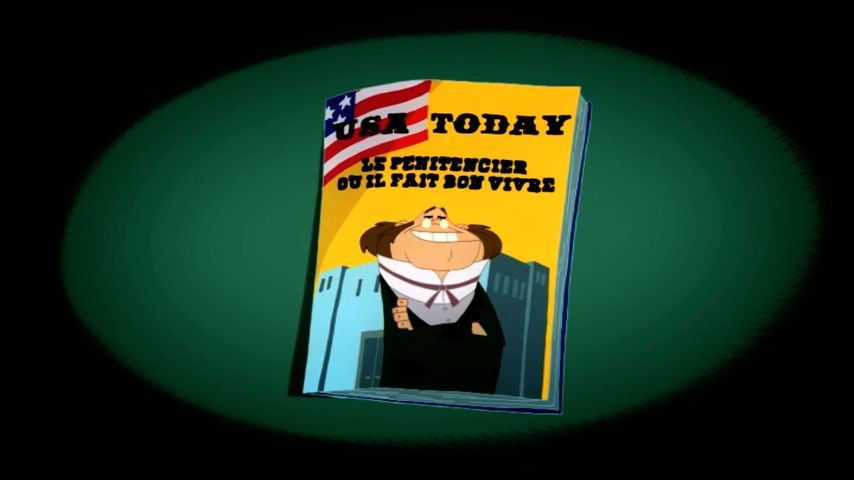 USA TODAY
LE PENITENCIER
OU IL FAIT BON VIVRE